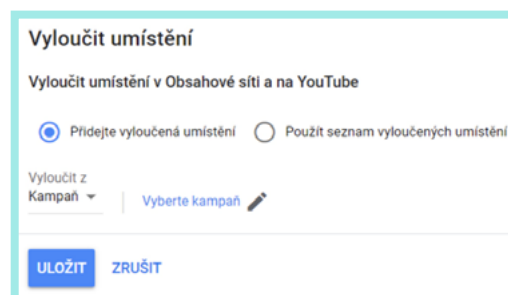 Vyloučit umístění
Vyloučit umístění v Obsahové síti a na YouTube
Přidejte vyloučená umístění Použít seznam vyloučených umístění
Vyloučit z
Kampaň Vyberte kampaň
ULOŽIT ZRUŠIT